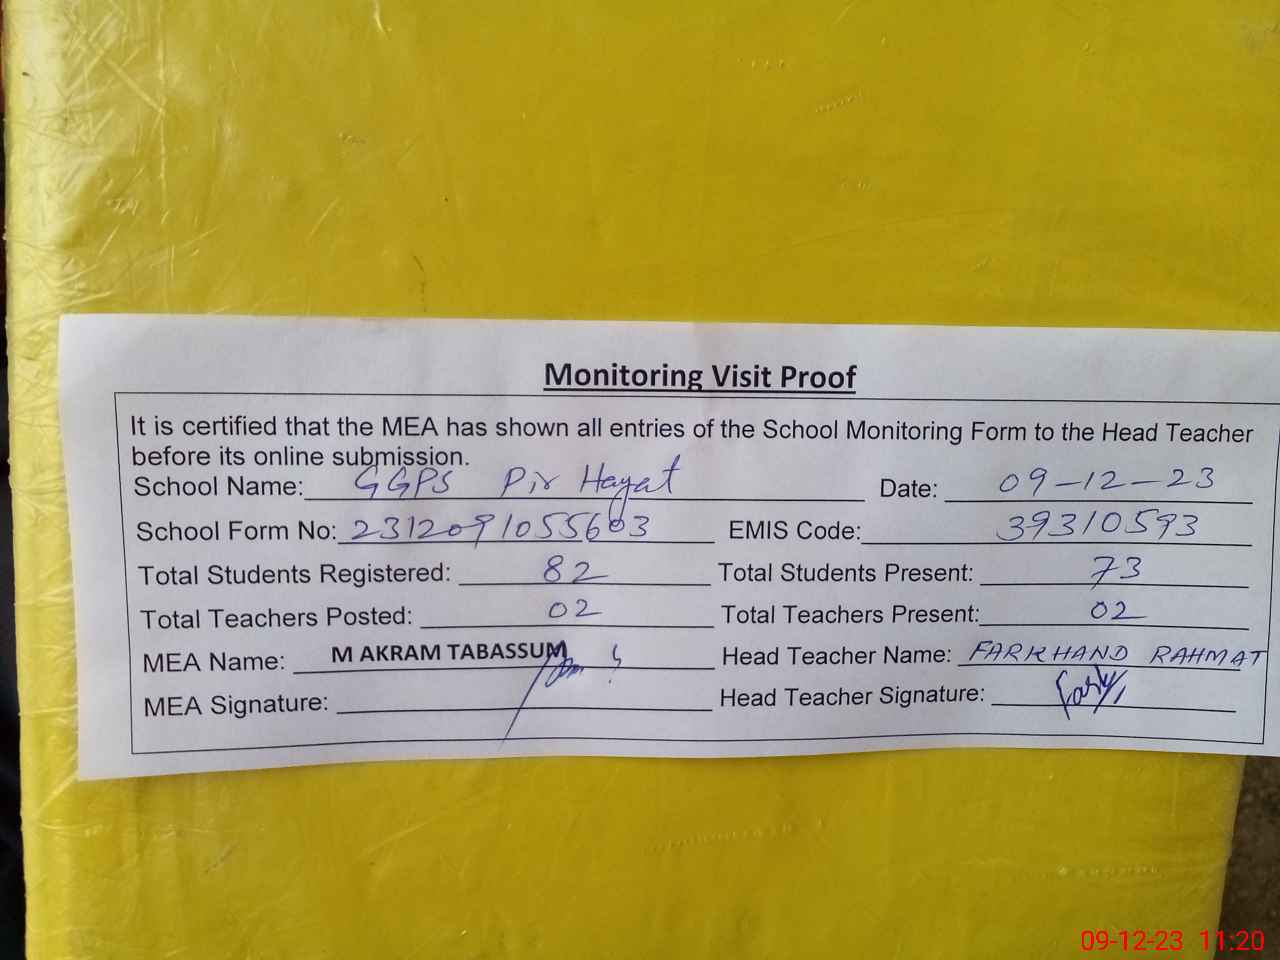 Monitoring Visit Proof
It is certified that the MEA has shown all entries of the School Monitoring Form to the Head Teacher
before its online submission.
School Name: GGPS Pir Hayat Date: 09-12-23
School Form No: 2312091055603 EMIS Code: 39310593
Total Students Registered: 82 Total Students Present: 73
Total Teachers Posted: 02 Total Teachers Present: 02
MEA Name: M AKRAM TABASSUM Head Teacher Name: FARKHAND RAHMAT
MEA Signature: Head Teacher Signature:
09-12-23 11:20